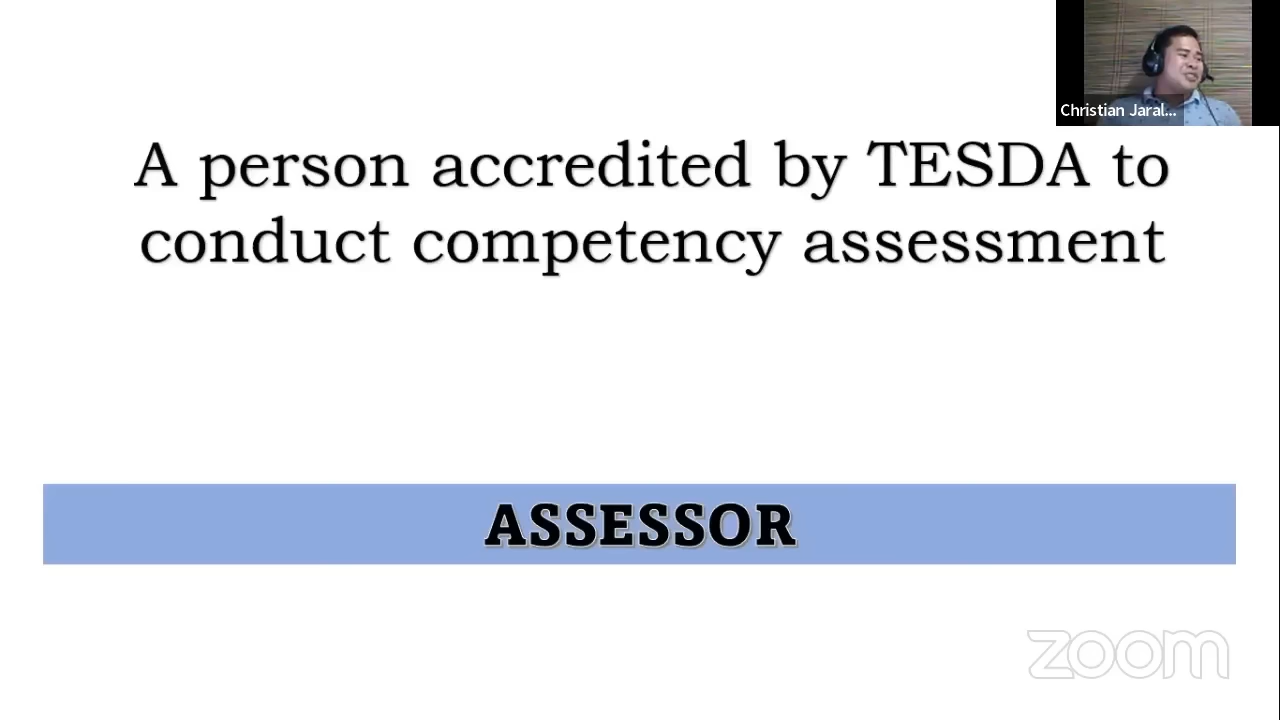 Christian Jaral...
A person accredited by TESDA to
conduct competency assessment
ASSESSOR
zoom